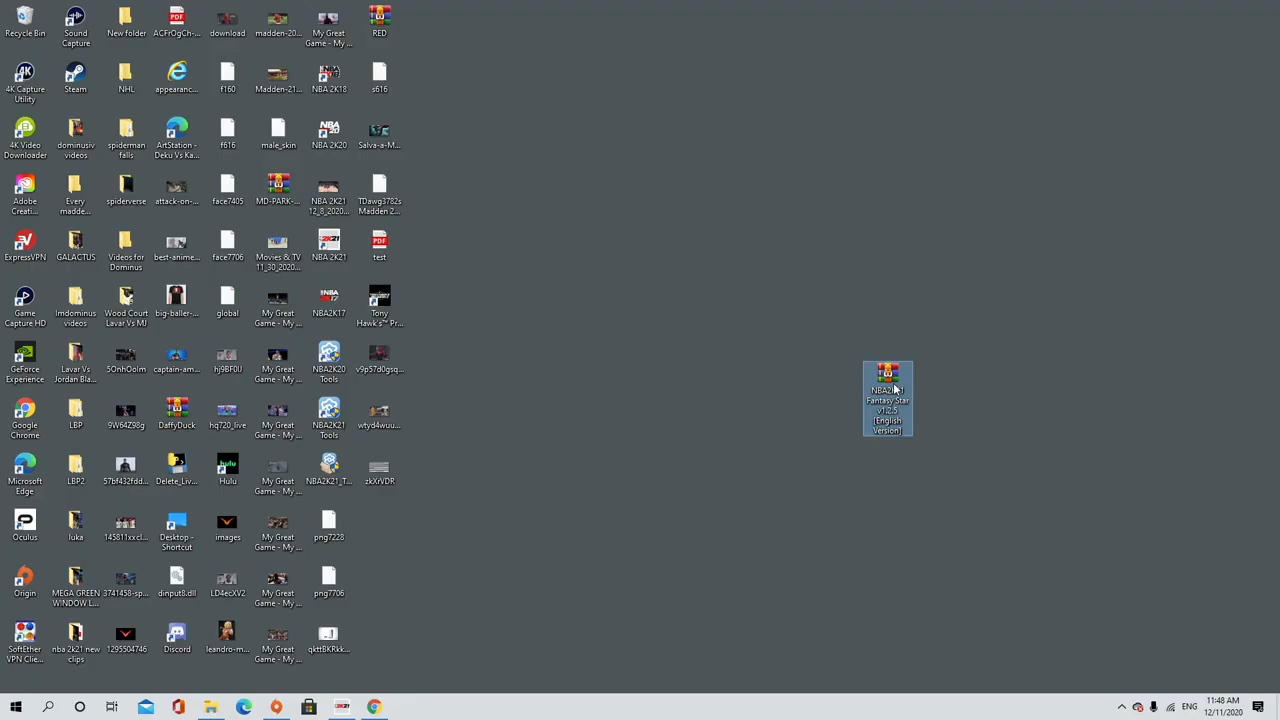 Recycle Bin
Sound
Capture
New folder
ACFrOgCh-...
download
madden-20...
My Great
Game - My ...
RED
4K Capture
Utility
Steam
NHL
appearanc...
f160
Madden-21...
NBA 2K18
s616
4K Video
Downloader
dominusiv
videos
spiderman
falls
ArtStation -
Deku Vs Ka...
f616
male_skin
NBA 2K20
Salva-a-M...
Adobe
Creati...
Every
madde...
spiderverse
attack-on-...
face7405
MD-PARK-...
NBA 2K21
12_8_2020...
TDawg3782s
Madden 2...
ExpressVPN
GALACTUS
Videos for
Dominus
best-anime...
face7706
Movies & TV
11_30_2020...
NBA 2K21
test
Game
Capture HD
Imdominus
videos
Wood Court
Lavar Vs MJ
big-baller-...
global
My Great
Game - My ...
NBA2K17
Tony
Hawk's™ Pr...
GeForce
Experience
Lavar Vs
Jordan Bla...
5OnhOolm
captain-am...
hj9BF0IJ
My Great
Game - My ...
NBA2K20
Tools
v9p57d0gsq...
Google
Chrome
LBP
9W64Z98g
DaffyDuck
hq720_live
My Great
Game - My ...
NBA2K21
Tools
wtyd4wuu...
Fantasy Star
v1.2.5
[English
Version]
Microsoft
Edge
LBP2
57bf432fdd...
Delete_Liv...
Hulu
My Great
Game - My ...
NBA2K21_T...
zkXrVDR
Oculus
luka
145811xxcl...
Desktop -
Shortcut
images
My Great
Game - My ...
png7228
Origin
MEGA GREEN
WINDOW L...
3741458-sp...
dinput8.dll
LD4ecXV2
My Great
Game - My ...
png7706
SoftEther
VPN Clie...
nba 2k21 new
clips
1295504746
Discord
leandro-m...
My Great
Game - My ...
qkttBKRkk...
ENG
11:48 AM
12/11/2020